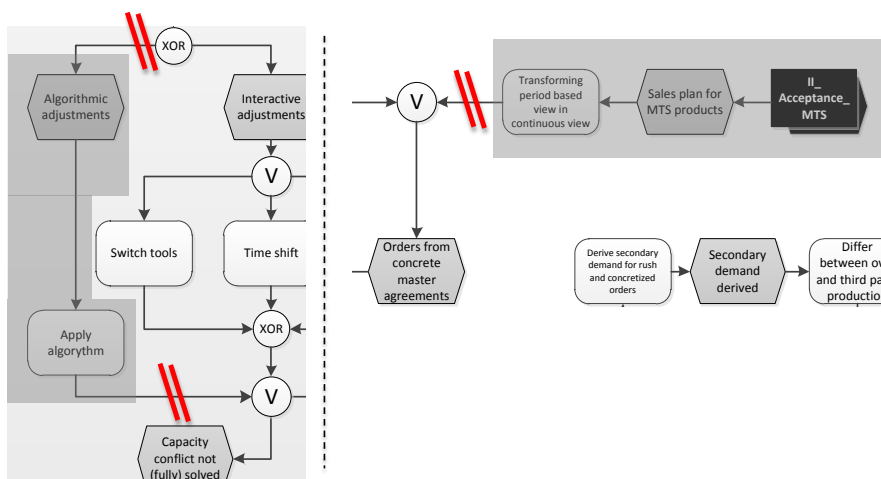 XOR
Algorithmic
adjustments
Interactive
adjustments
V
Switch tools
Time shift
XOR
Apply
algorythm
V
Capacity
conflict not
(fully) solved
V
Transforming
period based
view in
continuous view
Sales plan for
MTS products
II_
Acceptance_
MTS
Orders from
concrete
master
agreements
Derive secondary
demand for rush
and concretized
orders
Secondary
demand
derived
Differ
between ow
and third pa
production